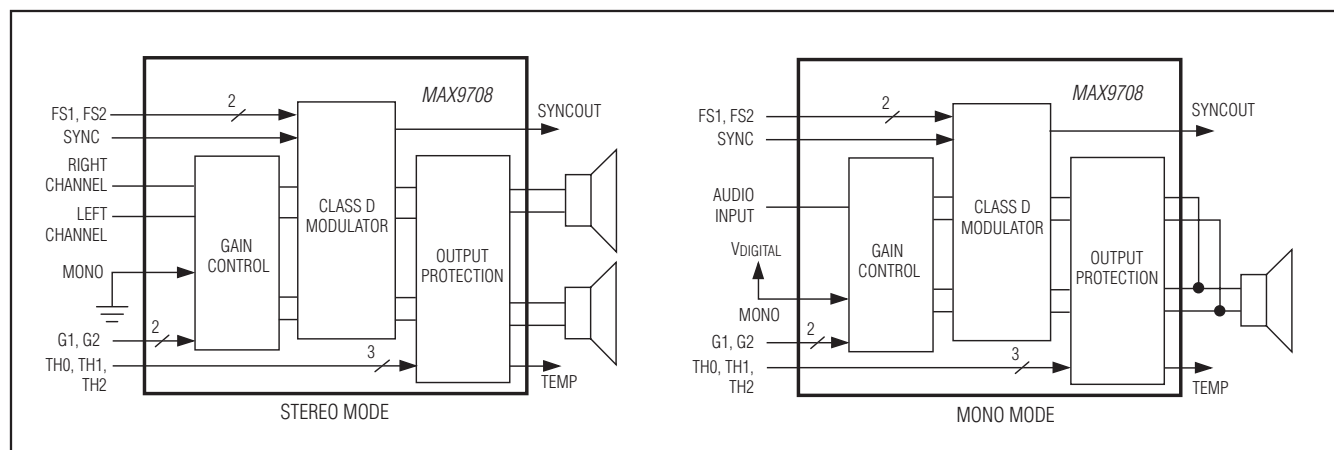 MAX9708
FS1, FS2
2
SYNC
SYNCOUT
RIGHT
CHANNEL
LEFT
CHANNEL
GAIN
CONTROL
CLASS D
MODULATOR
OUTPUT
PROTECTION
MONO
G1, G2
2
TH0, TH1,
TH2
3
TEMP
STEREO MODE
MAX9708
FS1, FS2
2
SYNC
SYNCOUT
AUDIO
INPUT
VDIGITAL
MONO
GAIN
CONTROL
CLASS D
MODULATOR
OUTPUT
PROTECTION
G1, G2
2
TH0, TH1,
TH2
3
TEMP
MONO MODE